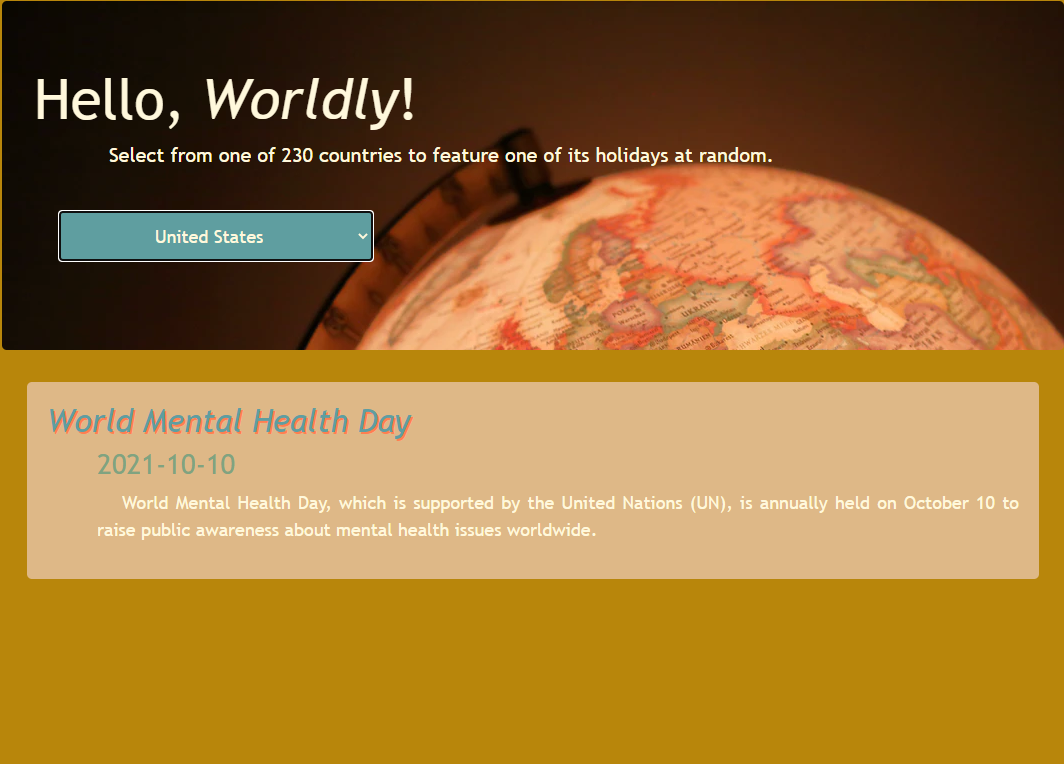 Hello, Worldly!
Select from one of 230 countries to feature one of its holidays at random.
United States
POLEN
UKRAINE
World Mental Health Day
2021-10-10
World Mental Health Day, which is supported by the United Nations (UN), is annually held on October 10 to
raise public awareness about mental health issues worldwide.